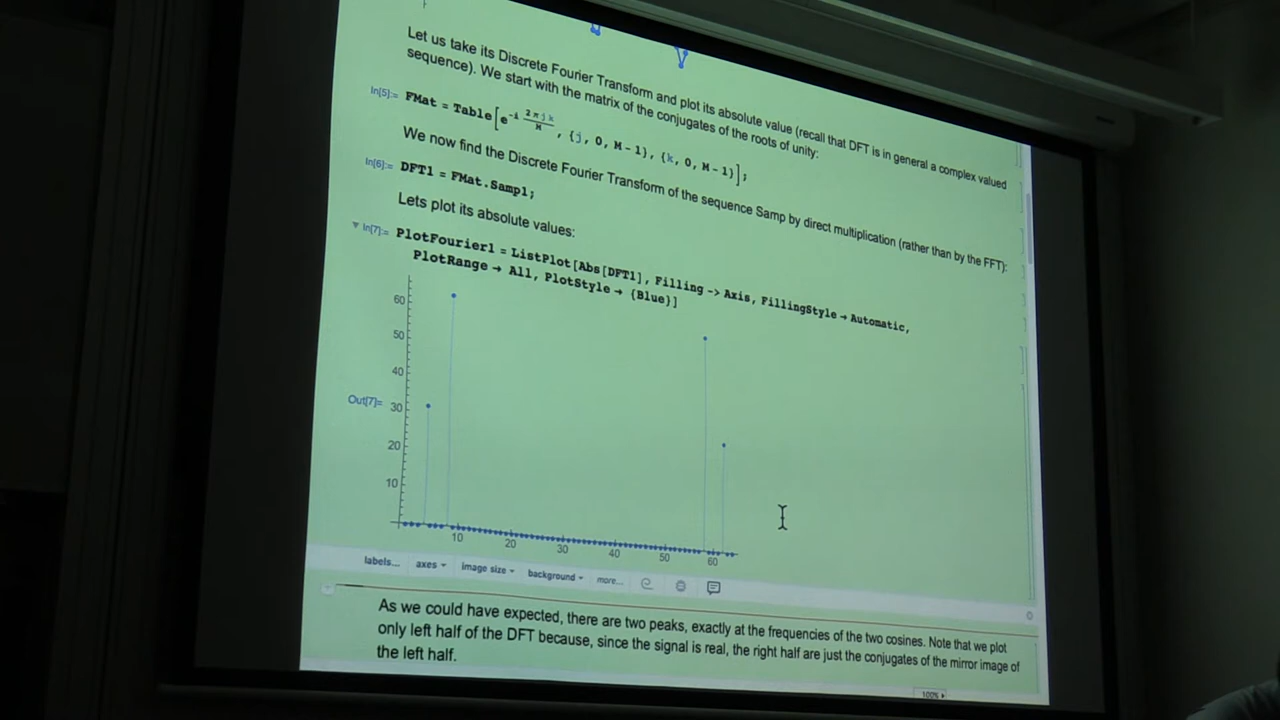 Let us take its Discrete Fourier Transform and plot its absolute value (recall that DFT is in general a complex valued
sequence). We start with the matrix of the conjugates of the roots of unity:
In[5]:= FMat = Table[e^-i 2πjk/M, {j, 0, M-1}, {k, 0, M-1}];
We now find the Discrete Fourier Transform of the sequence Samp by direct multiplication (rather than by the FFT):
In[6]:= DFT1 = FMat.Samp1;
Lets plot its absolute values:
In[7]:= PlotFourier1 = ListPlot[Abs[DFT1], Filling -> Axis, FillingStyle → Automatic,
PlotRange → All, PlotStyle → {Blue}]
60
50
40
Out[7]= 30
20
10
10 20 30 40 50 60
labels... axes image size background more...
As we could have expected, there are two peaks, exactly at the frequencies of the two cosines. Note that we plot
only left half of the DFT because, since the signal is real, the right half are just the conjugates of the mirror image of
the left half.
100%